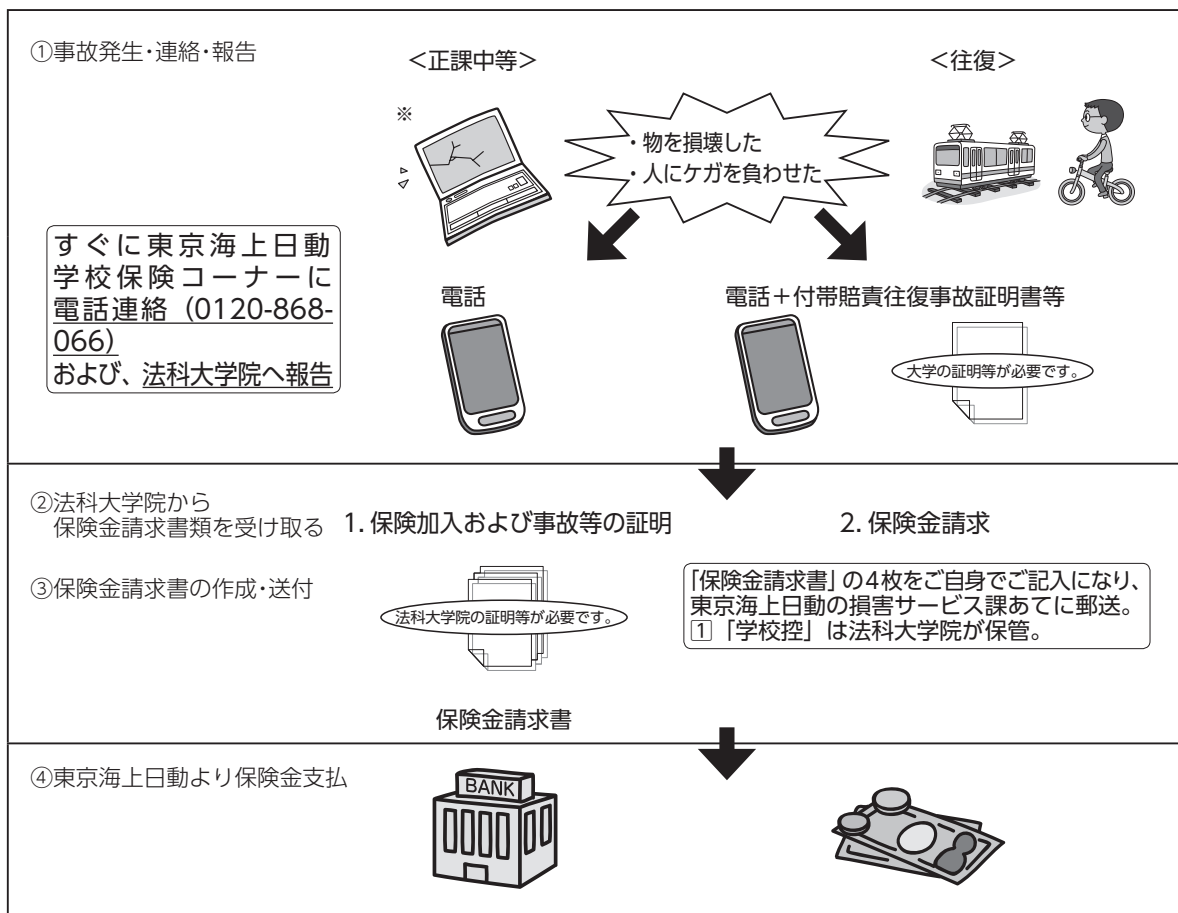 ①事故発生・連絡・報告
＜正課中等＞
＜往復＞
※
・物を損壊した
・人にケガを負わせた
すぐに東京海上日動
学校保険コーナーに
電話連絡（0120-868-
066）
および、法科大学院へ報告
電話
電話＋付帯賠責往復事故証明書等
大学の証明等が必要です。
②法科大学院から
保険金請求書類を受け取る
1. 保険加入および事故等の証明
2. 保険金請求
③保険金請求書の作成・送付
法科大学院の証明等が必要です。
「保険金請求書」の4枚をご自身でご記入になり、
東京海上日動の損害サービス課あてに郵送。
1 「学校控」は法科大学院が保管。
保険金請求書
④東京海上日動より保険金支払
BANK